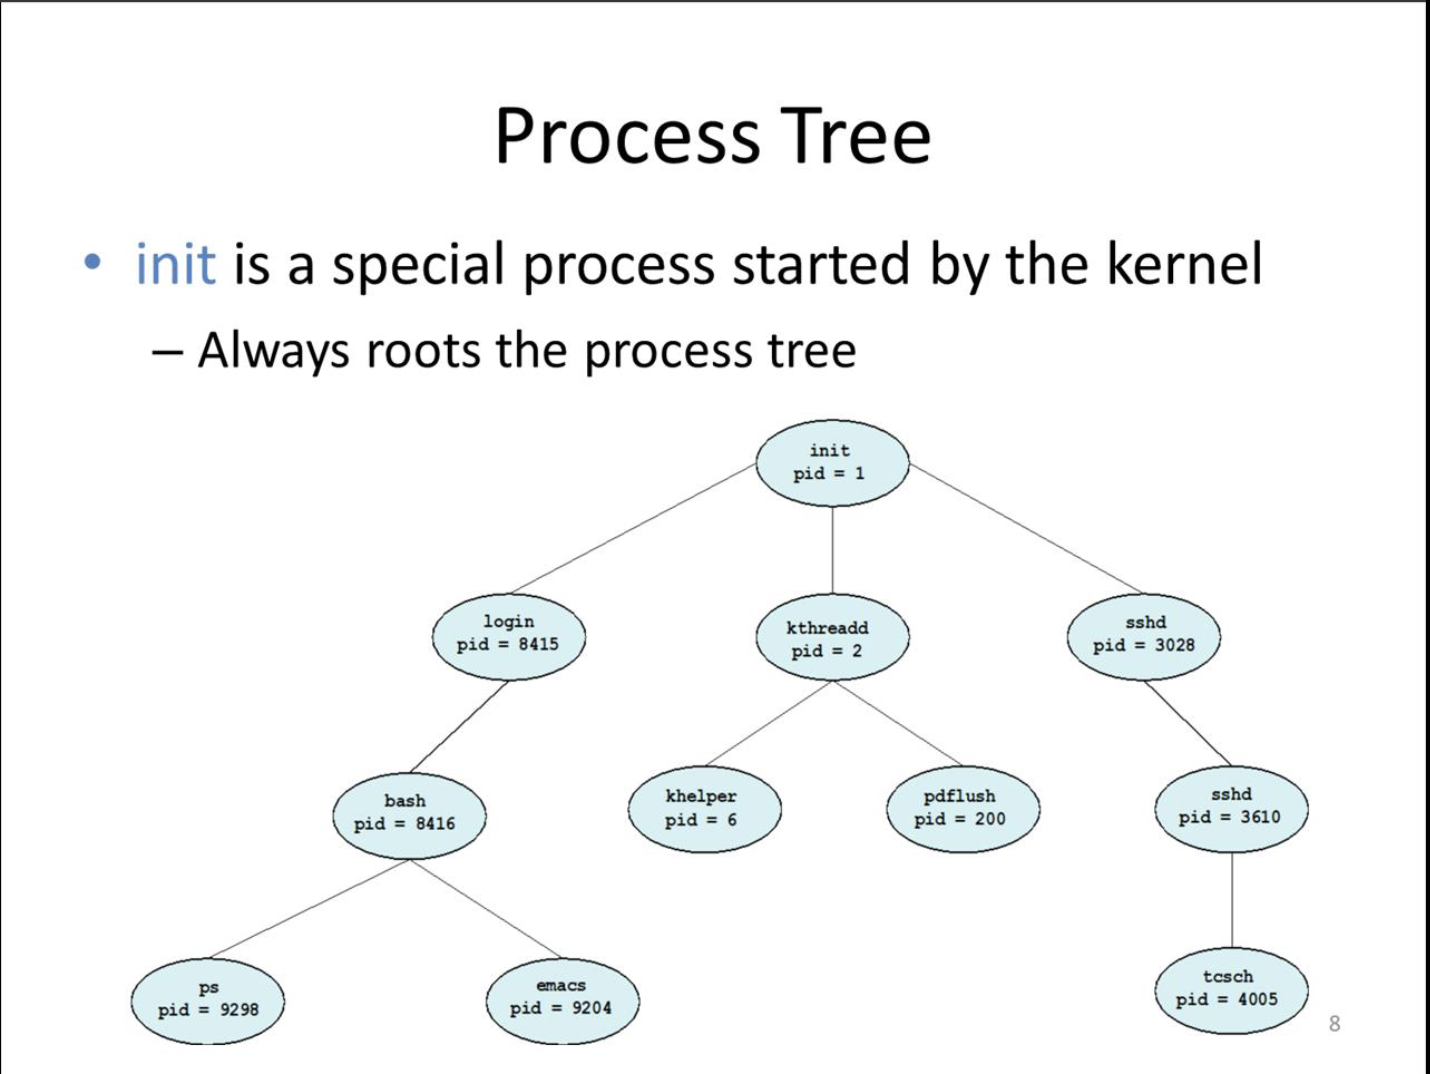 Process Tree
• init is a special process started by the kernel
– Always roots the process tree
init
pid = 1
login
pid = 8415
kthreadd
pid = 2
sshd
pid = 3028
bash
pid = 8416
khelper
pid = 6
pdflush
pid = 200
sshd
pid = 3610
ps
pid = 9298
emacs
pid = 9204
tcsch
pid = 4005
8